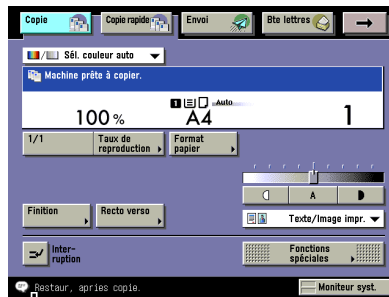 Copie
Copie rapide
Envoi
Bte lettres
Sél. couleur auto
Machine prête à copier.
100 %
1
Auto
A4
1
1/1
Taux de
reproduction
Format
papier
A
Finition
Recto verso
Texte/Image impr.
Inter-
ruption
Fonctions
spéciales
Restaur, apries copie.
Moniteur syst.